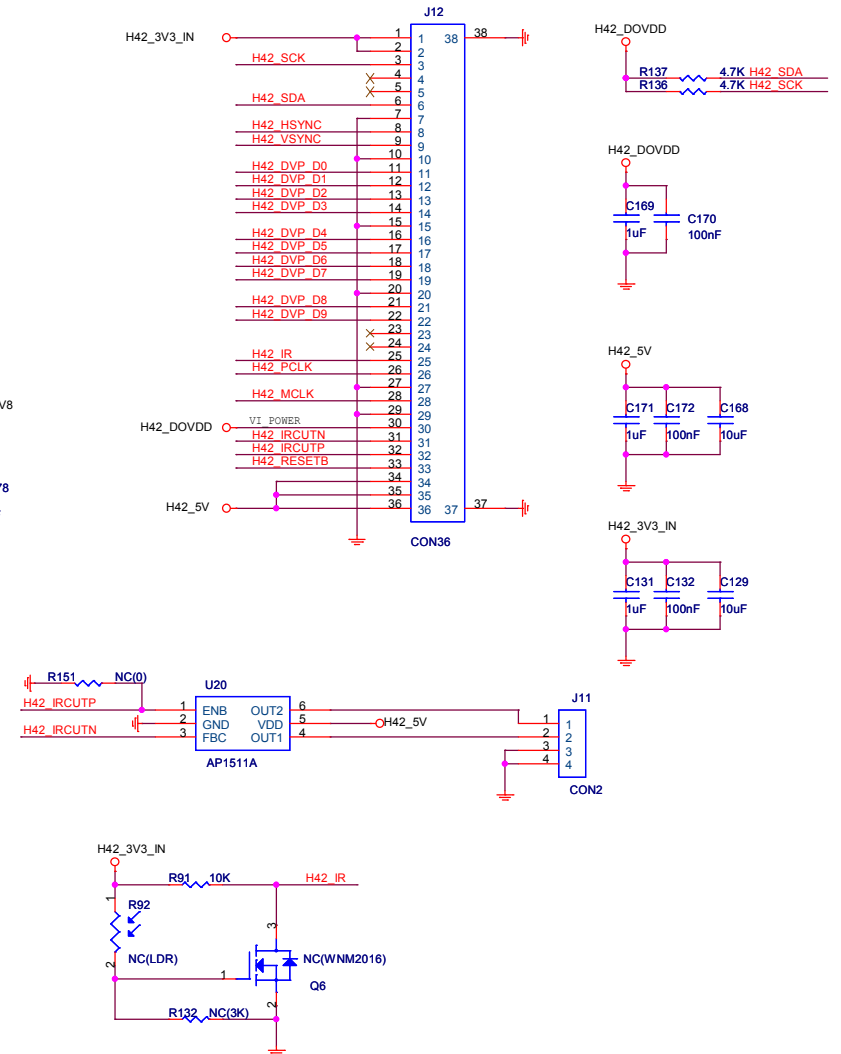 J12
H42_3V3_IN 1 1 38 38
2 2
H42_SCK 3 3
4 4
5 5
H42_SDA 6 6
7 7
H42_HSYNC 8 8
H42_VSYNC 9 9
10 10
H42_DVP_D0 11 11
H42_DVP_D1 12 12
H42_DVP_D2 13 13
H42_DVP_D3 14 14
15 15
H42_DVP_D4 16 16
H42_DVP_D5 17 17
H42_DVP_D6 18 18
H42_DVP_D7 19 19
20 20
H42_DVP_D8 21 21
H42_DVP_D9 22 22
23 23
24 24
H42_IR 25 25
H42_PCLK 26 26
27 27
H42_MCLK 28 28
29 29
H42_DOVDD VI_POWER 30 30
H42_IRCUTN 31 31
H42_IRCUTP 32 32
H42_RESETB 33 33
34 34
35 35
H42_5V 36 36 37 37
CON36
V8
78
H42_DOVDD
R137 4.7K H42_SDA
R136 4.7K H42_SCK
H42_DOVDD
C169 C170
1uF 100nF
H42_5V
C171 C172 C168
1uF 100nF 10uF
H42_3V3_IN
C131 C132 C129
1uF 100nF 10uF
R151 NC(0)
U20
H42_IRCUTP 1 ENB OUT2 6
2 GND VDD 5 H42_5V
H42_IRCUTN 3 FBC OUT1 4
AP1511A
J11
1 1
2 2
3 3
4 4
CON2
H42_3V3_IN
R91 10K H42_IR
1 R92 3
NC(LDR) NC(WNM2016)
2 1 Q6
R132 NC(3K) 2